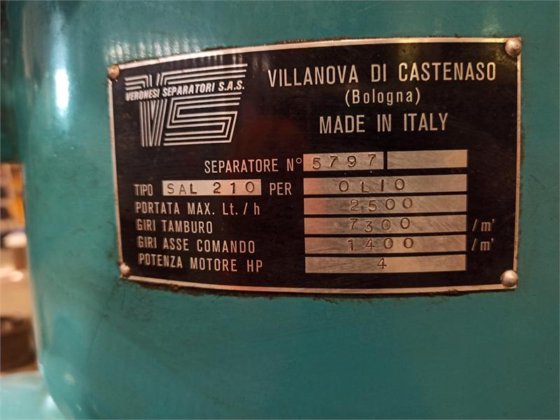 VERONESI SEPARATORI S.A.S.
VS
VILLANOVA DI CASTENASO
(Bologna)
MADE IN ITALY
SEPARATORE N° 5797
TIPO SAL 210 PER OLIO
PORTATA MAX. Lt./h 2500
GIRI TAMBURO 7300 /m'
GIRI ASSE COMANDO 1400 /m'
POTENZA MOTORE HP 4